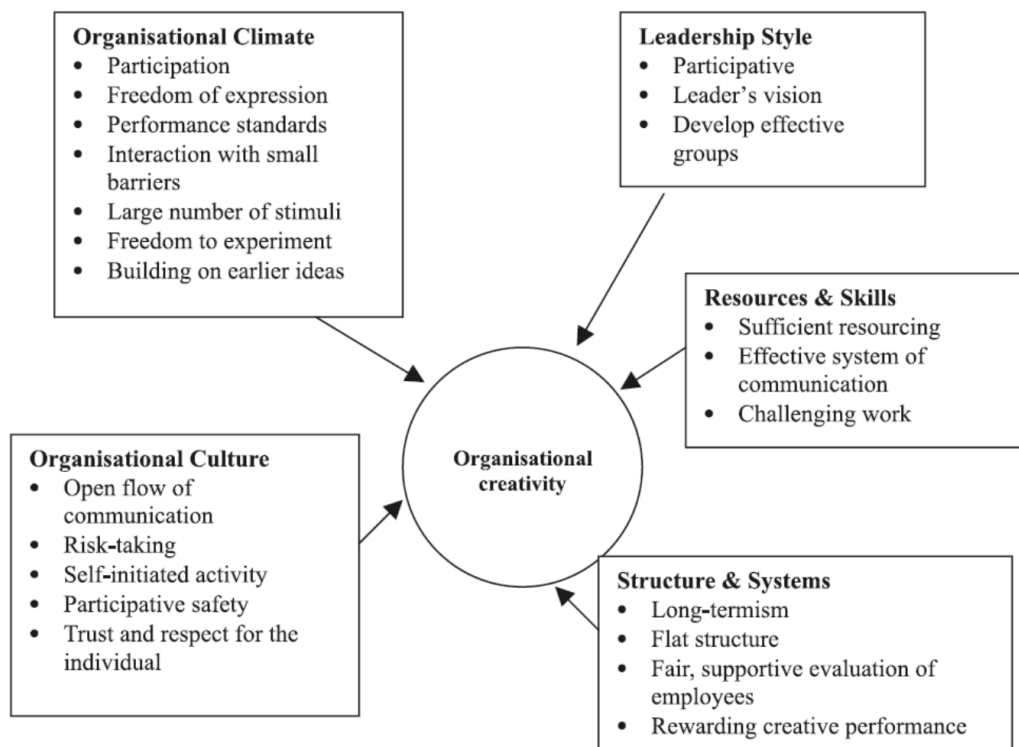 Organisational Climate
• Participation
• Freedom of expression
• Performance standards
• Interaction with small
barriers
• Large number of stimuli
• Freedom to experiment
• Building on earlier ideas
Leadership Style
• Participative
• Leader's vision
• Develop effective
groups
Resources & Skills
• Sufficient resourcing
• Effective system of
communication
• Challenging work
Organisational
creativity
Organisational Culture
• Open flow of
communication
• Risk-taking
• Self-initiated activity
• Participative safety
• Trust and respect for the
individual
Structure & Systems
• Long-termism
• Flat structure
• Fair, supportive evaluation of
employees
• Rewarding creative performance